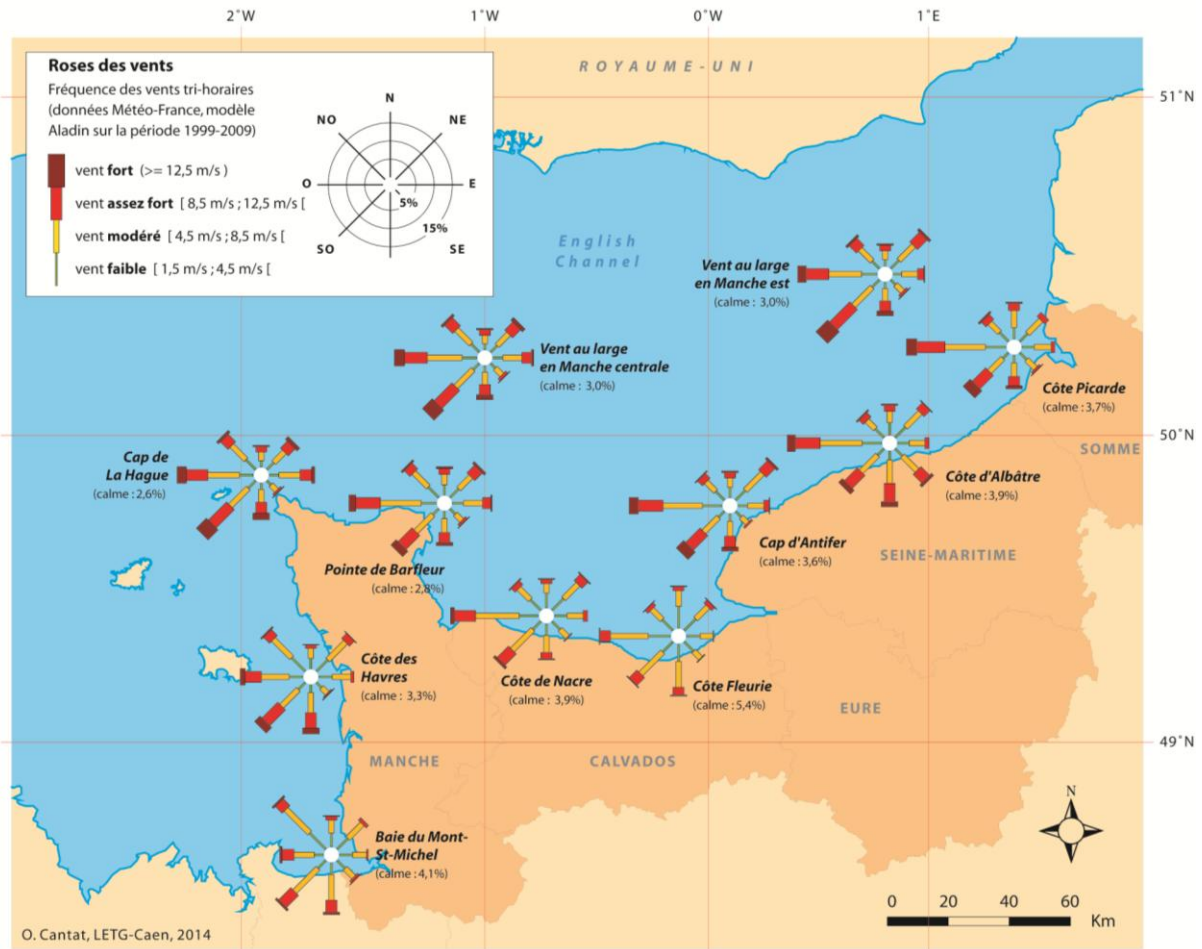 2°W 1°W 0°W 1°E
Roses des vents
Fréquence des vents tri-horaires
(données Météo-France, modèle
Aladin sur la période 1999-2009)
vent fort (>= 12,5 m/s )
vent assez fort [ 8,5 m/s ; 12,5 m/s [
vent modéré [ 4,5 m/s ; 8,5 m/s [
vent faible [ 1,5 m/s ; 4,5 m/s [
N
NO NE
O E
5%
15%
SO SE
ROYAUME-UNI
51°N
English
Channel
Vent au large
en Manche est
(calme : 3,0%)
Vent au large
en Manche centrale
(calme : 3,0%)
Côte Picarde
(calme : 3,7%)
50°N
SOMME
Cap de
La Hague
(calme : 2,6%)
Côte d'Albâtre
(calme : 3,9%)
Cap d'Antifer
(calme : 3,6%)
SEINE-MARITIME
Pointe de Barfleur
(calme : 2,8%)
Côte des
Havres
(calme : 3,3%)
Côte de Nacre
(calme : 3,9%)
Côte Fleurie
(calme : 5,4%)
EURE
49°N
MANCHE
CALVADOS
Baie du Mont-
St-Michel
(calme : 4,1%)
N
0 20 40 60
Km
O. Cantat, LETG-Caen, 2014